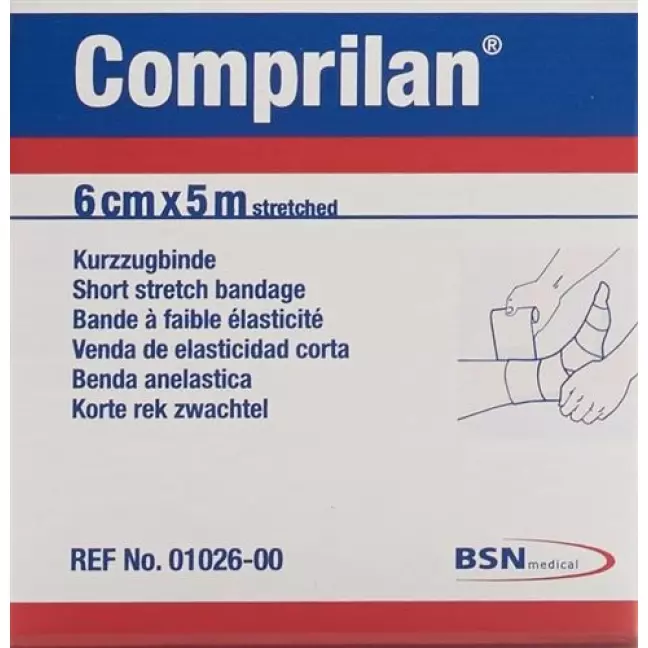 Comprilan®
6 cm x 5 m stretched
Kurzzugbinde
Short stretch bandage
Bande à faible élasticité
Venda de elasticidad corta
Benda anelastica
Korte rek zwachtel
REF No. 01026-00
BSN medical